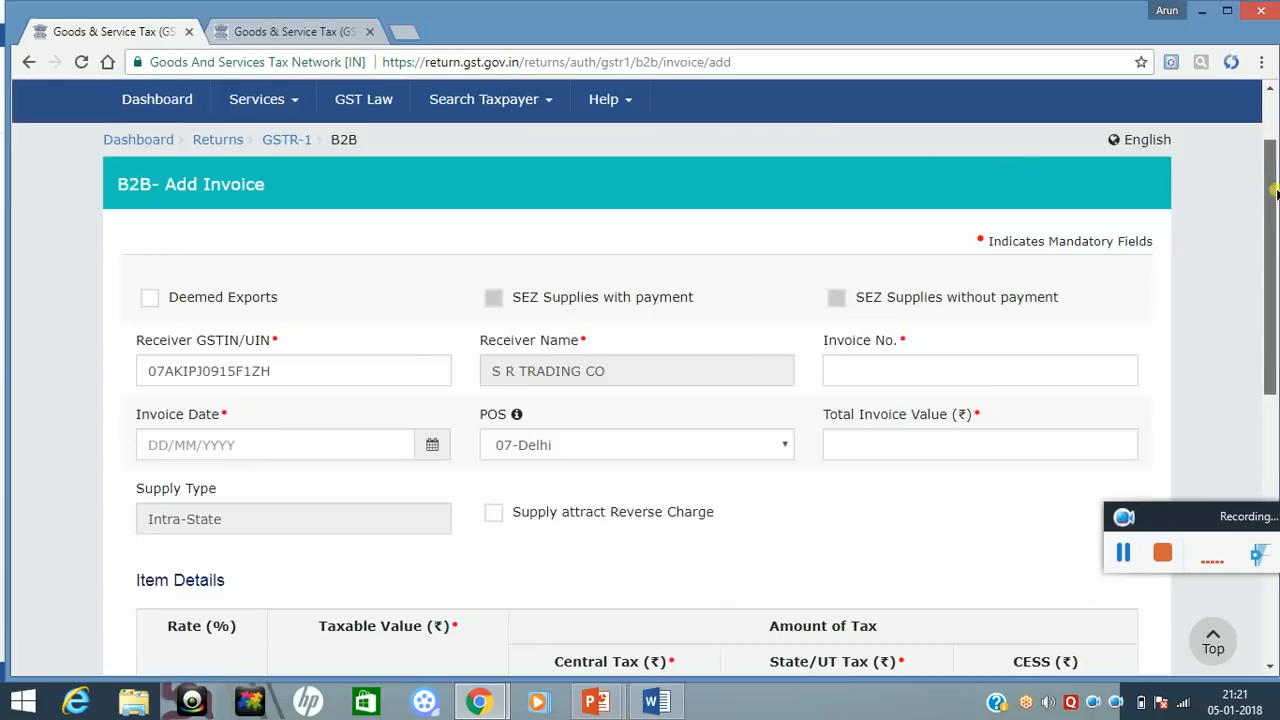 Arun
Goods & Service Tax (GS
Goods & Service Tax (GS
Goods And Services Tax Network [IN] https://return.gst.gov.in/returns/auth/gstr1/b2b/invoice/add
Dashboard Services GST Law Search Taxpayer Help
Dashboard Returns GSTR-1 B2B English
B2B- Add Invoice
* Indicates Mandatory Fields
Deemed Exports SEZ Supplies with payment SEZ Supplies without payment
Receiver GSTIN/UIN* Receiver Name* Invoice No.*
07AKIPJ0915F1ZH S R TRADING CO
Invoice Date* POS Total Invoice Value (₹)*
DD/MM/YYYY 07-Delhi
Supply Type
Intra-State Supply attract Reverse Charge
Recording...
Item Details
Rate (%) Taxable Value (₹)* Amount of Tax
Central Tax (₹)* State/UT Tax (₹)* CESS (₹)
Top
hp
21:21
05-01-2018